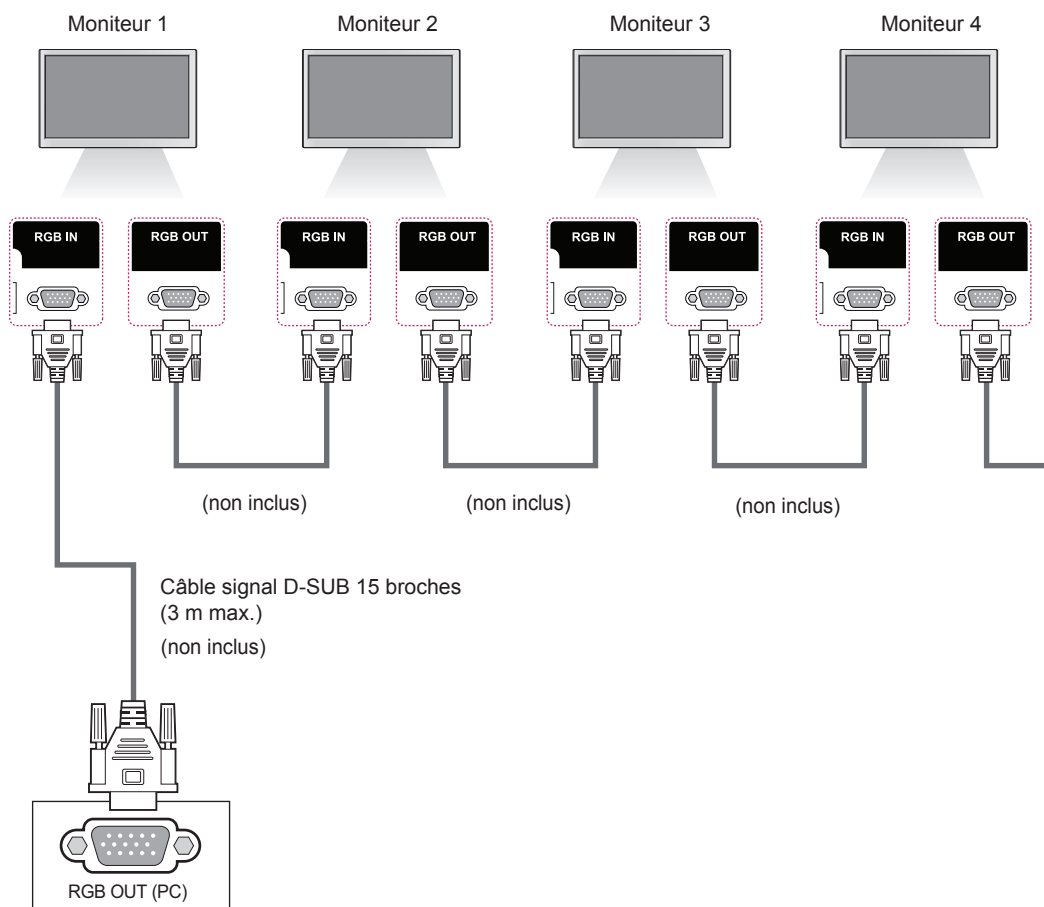 Moniteur 1
Moniteur 2
Moniteur 3
Moniteur 4
RGB IN
RGB OUT
RGB IN
RGB OUT
RGB IN
RGB OUT
RGB IN
RGB OUT
(non inclus)
(non inclus)
(non inclus)
Câble signal D-SUB 15 broches
(3 m max.)
(non inclus)
RGB OUT (PC)